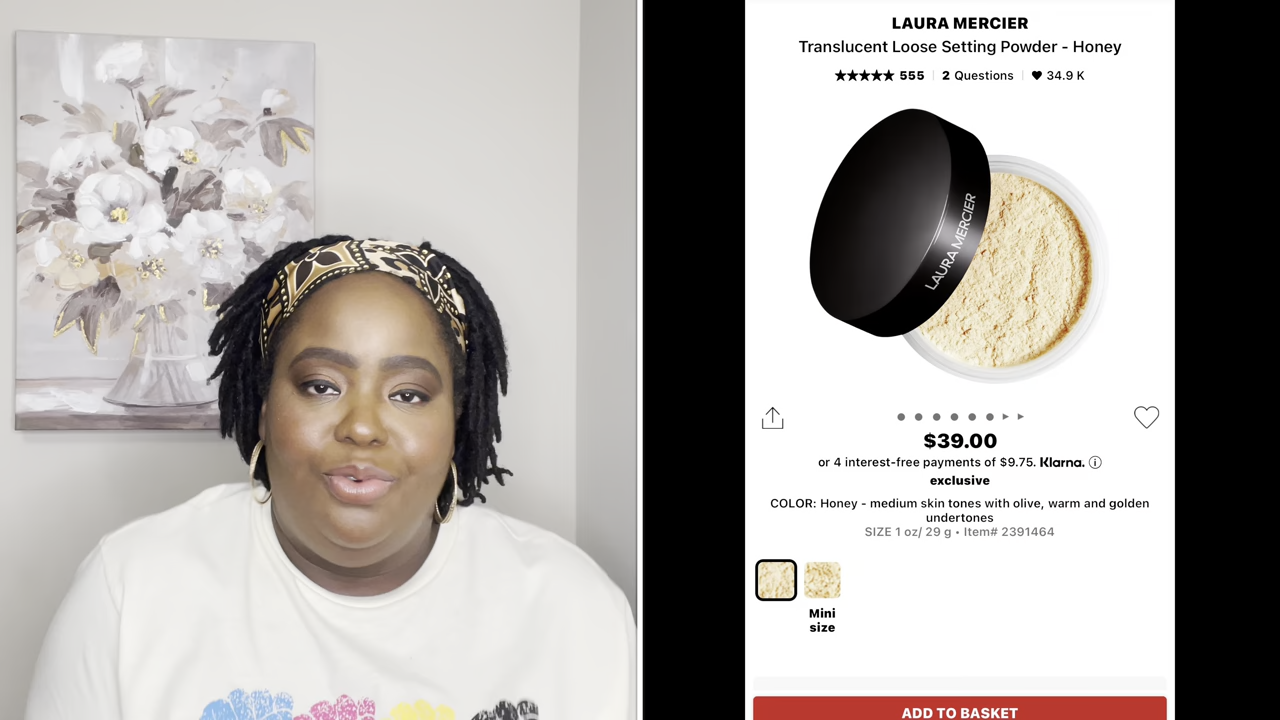 LAURA MERCIER
Translucent Loose Setting Powder - Honey
★★★★★ 555 | 2 Questions | ♥ 34.9 K
LAURA MERCIER
$39.00
or 4 interest-free payments of $9.75. Klarna. ⓘ
exclusive
COLOR: Honey - medium skin tones with olive, warm and golden
undertones
SIZE 1 oz/ 29 g • Item# 2391464
Mini
size
ADD TO BASKET